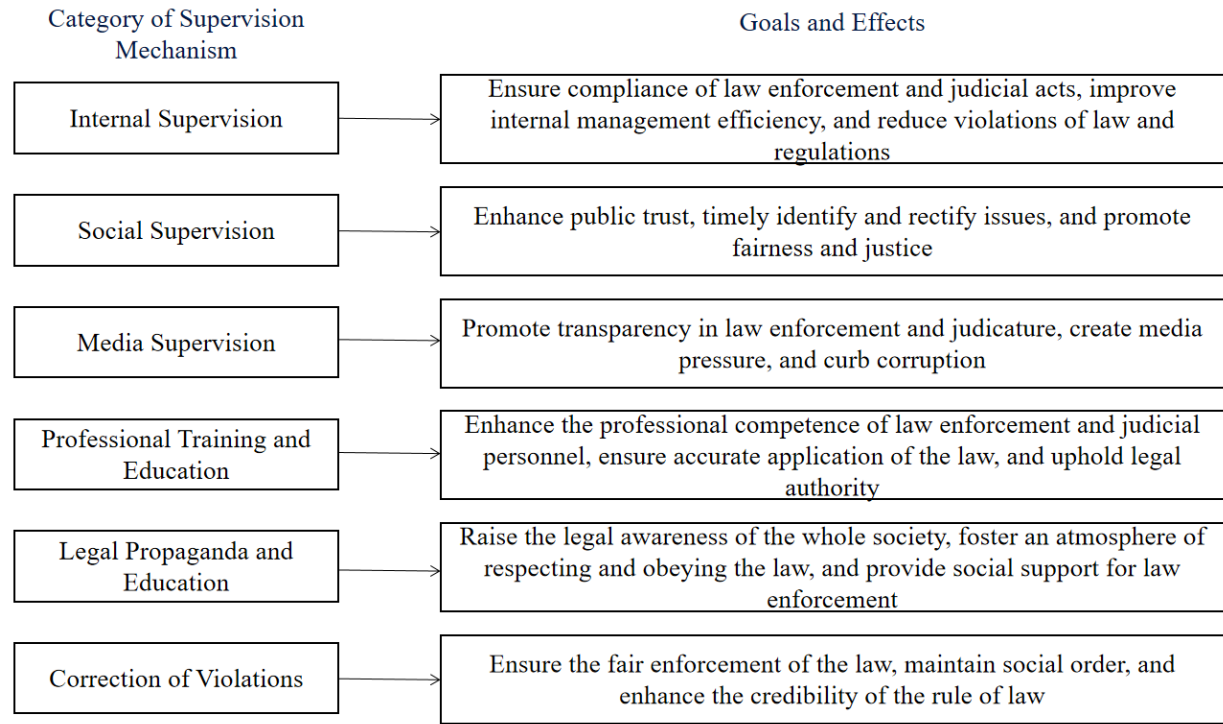 Category of Supervision
Mechanism
Goals and Effects
Internal Supervision
Ensure compliance of law enforcement and judicial acts, improve
internal management efficiency, and reduce violations of law and
regulations
Social Supervision
Enhance public trust, timely identify and rectify issues, and promote
fairness and justice
Media Supervision
Promote transparency in law enforcement and judicature, create media
pressure, and curb corruption
Professional Training and
Education
Enhance the professional competence of law enforcement and judicial
personnel, ensure accurate application of the law, and uphold legal
authority
Legal Propaganda and
Education
Raise the legal awareness of the whole society, foster an atmosphere of
respecting and obeying the law, and provide social support for law
enforcement
Correction of Violations
Ensure the fair enforcement of the law, maintain social order, and
enhance the credibility of the rule of law